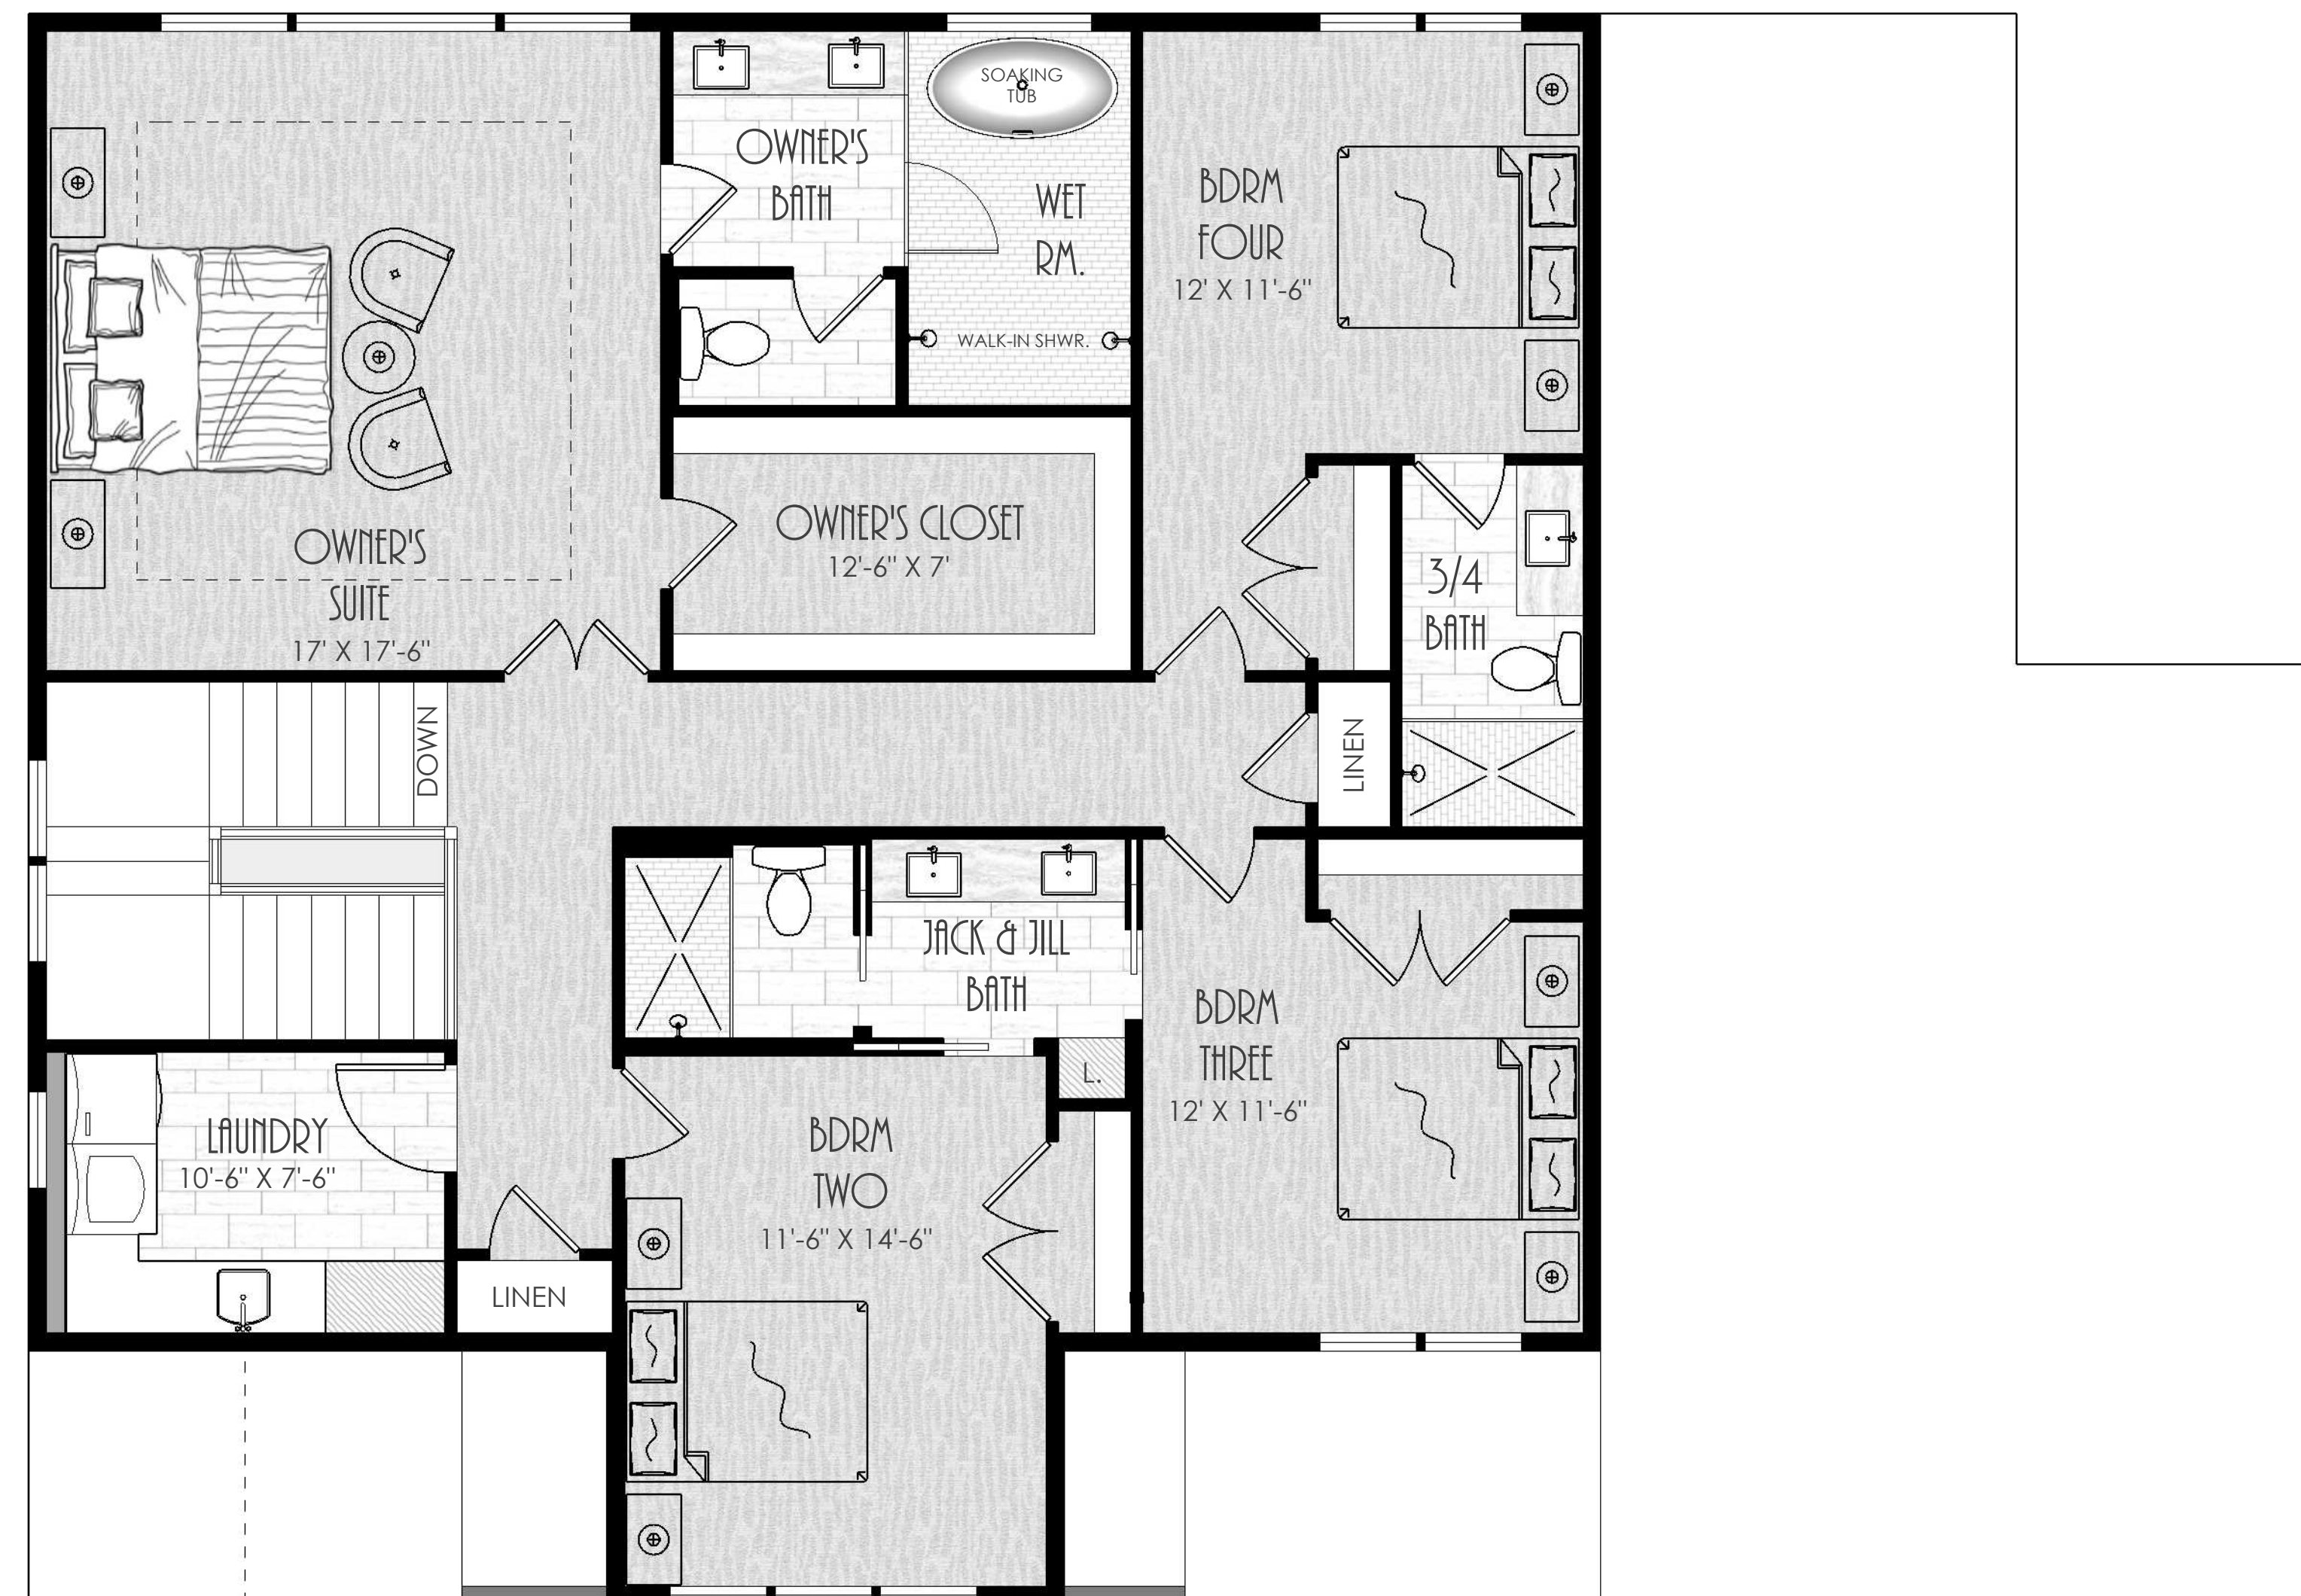 SOAKING
TUB
OWNER'S
BATH
WET
RM.
WALK-IN SHWR.
BDRM
FOUR
12' X 11'-6"
OWNER'S
SUITE
17' X 17'-6"
OWNER'S CLOSET
12'-6" X 7'
3/4
BATH
DOWN
LINEN
JACK & JILL
BATH
BDRM
THREE
12' X 11'-6"
L.
LAUNDRY
10'-6" X 7'-6"
BDRM
TWO
11'-6" X 14'-6"
LINEN